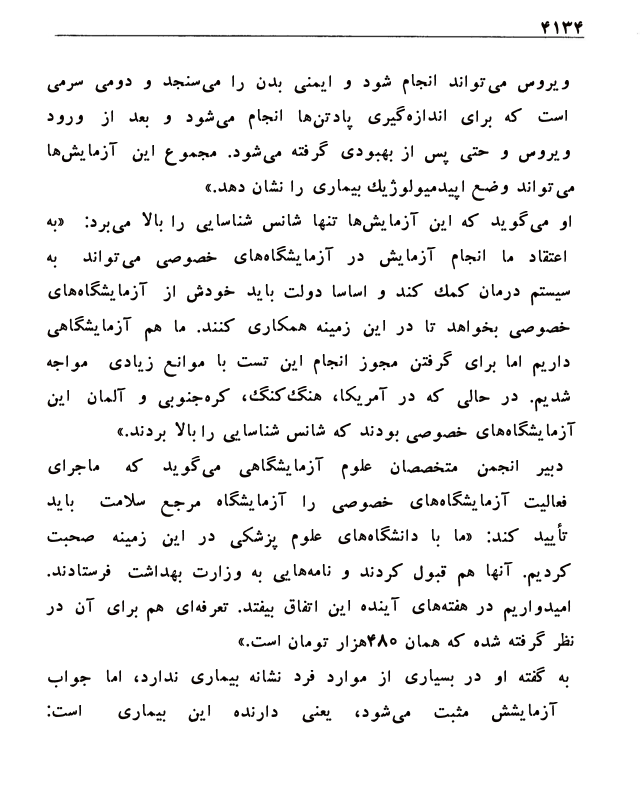 ۴۱۳۴
ویروس می‌تواند انجام شود و ایمنی بدن را می‌سنجد و دومی سرمی
است که برای اندازه‌گیری پادتن‌ها انجام می‌شود و بعد از ورود
ویروس و حتی پس از بهبودی گرفته می‌شود. مجموع این آزمایش‌ها
می‌تواند وضع اپیدمیولوژیك بیماری را نشان دهد.»
او می‌گوید که این آزمایش‌ها تنها شانس شناسایی را بالا می‌برد: «به
اعتقاد ما انجام آزمایش در آزمایشگاه‌های خصوصی می‌تواند به
سیستم درمان کمك کند و اساسا دولت باید خودش از آزمایشگاه‌های
خصوصی بخواهد تا در این زمینه همکاری کنند. ما هم آزمایشگاهی
داریم اما برای گرفتن مجوز انجام این تست با موانع زیادی مواجه
شدیم. در حالی که در آمریکا، هنگ‌کنگ، کره‌جنوبی و آلمان این
آزمایشگاه‌های خصوصی بودند که شانس شناسایی را بالا بردند.»
دبیر انجمن متخصصان علوم آزمایشگاهی می‌گوید که ماجرای
فعالیت آزمایشگاه‌های خصوصی را آزمایشگاه مرجع سلامت باید
تأیید کند: «ما با دانشگاه‌های علوم پزشکی در این زمینه صحبت
کردیم. آنها هم قبول کردند و نامه‌هایی به وزارت بهداشت فرستادند.
امیدواریم در هفته‌های آینده این اتفاق بیفتد. تعرفه‌ای هم برای آن در
نظر گرفته شده که همان ۴۸۰هزار تومان است.»
به گفته او در بسیاری از موارد فرد نشانه بیماری ندارد، اما جواب
آزمایشش مثبت می‌شود، یعنی دارنده این بیماری است: